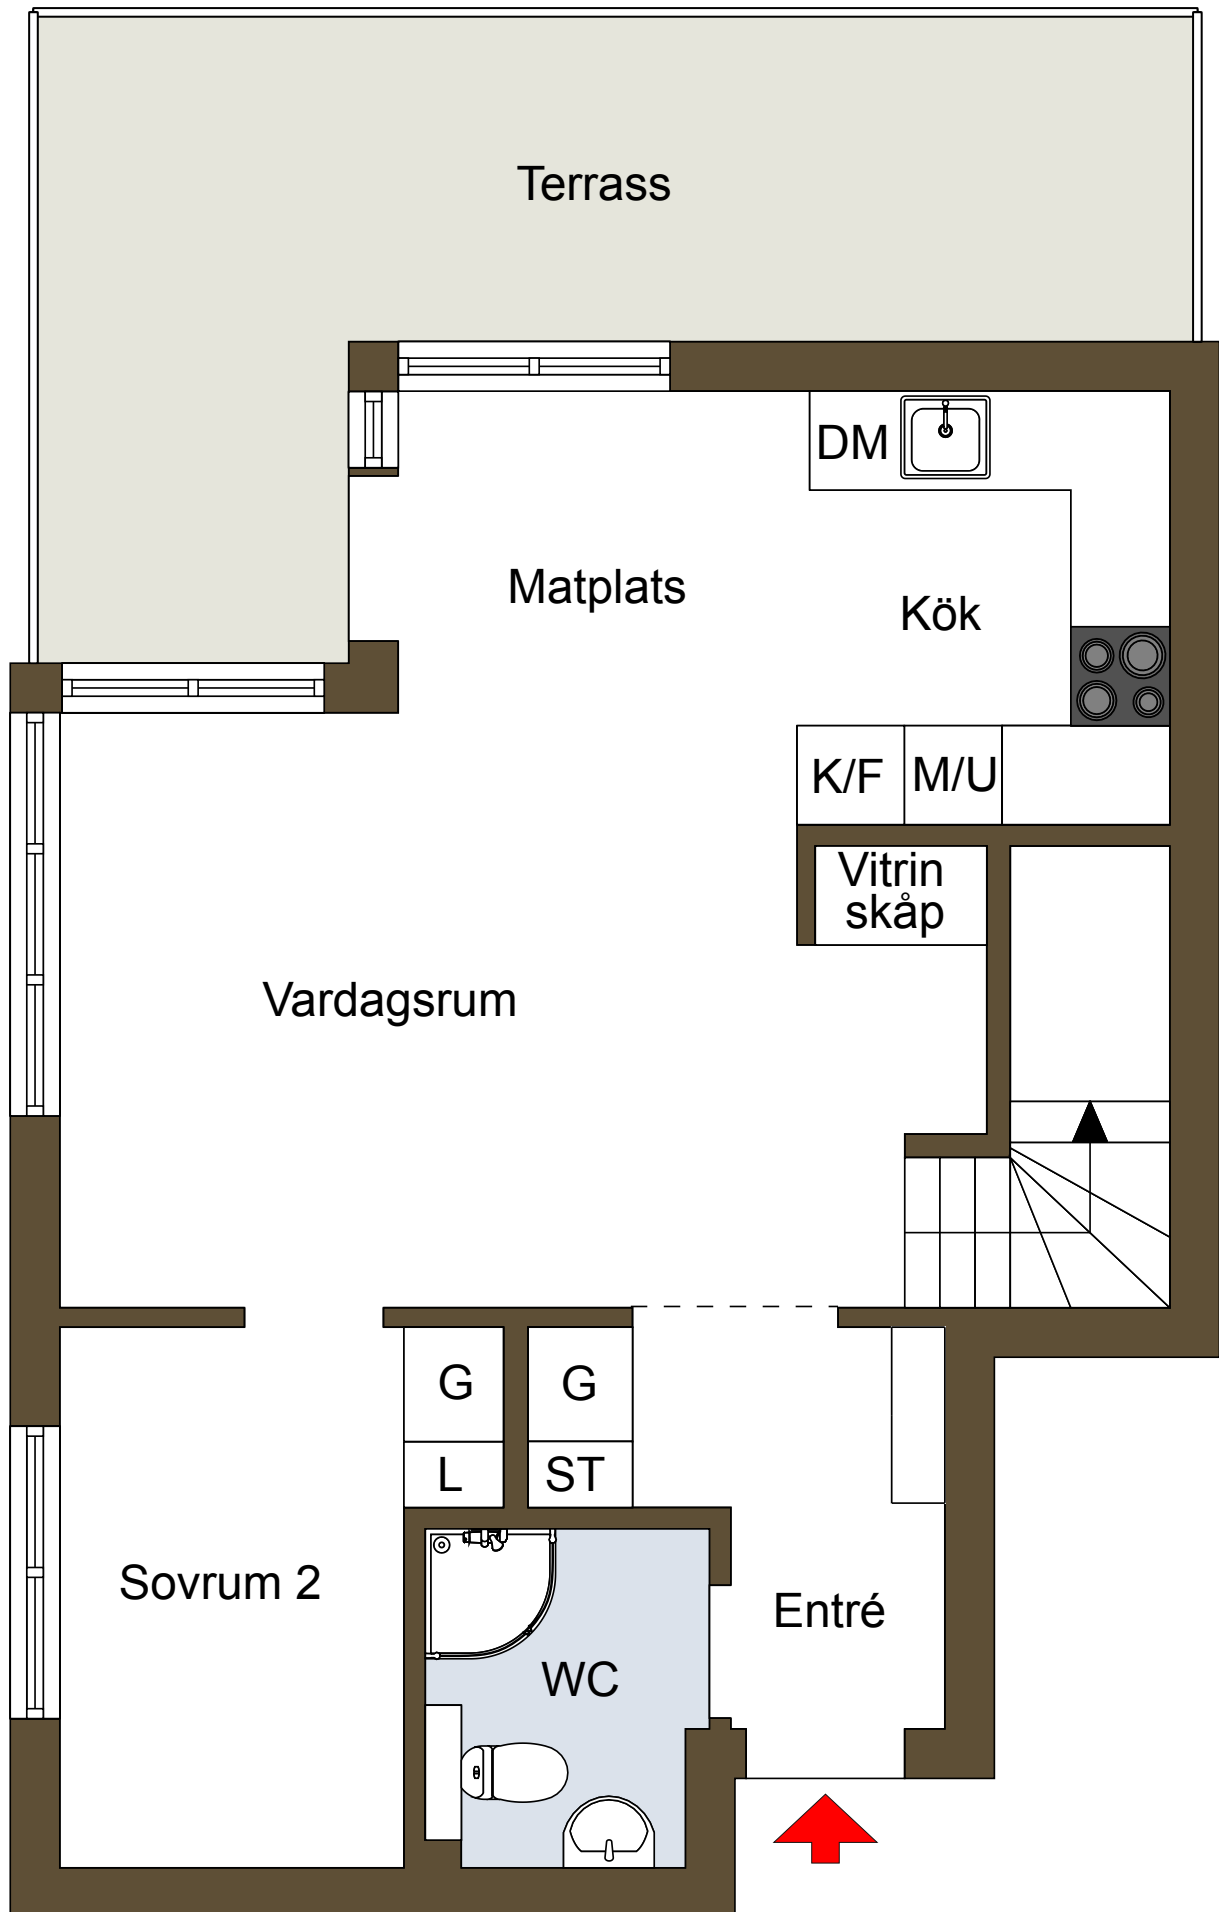 Terrass
DM
Matplats
Kök
K/F
M/U
Vitrin
skåp
Vardagsrum
G
G
L
ST
Sovrum 2
Entré
WC